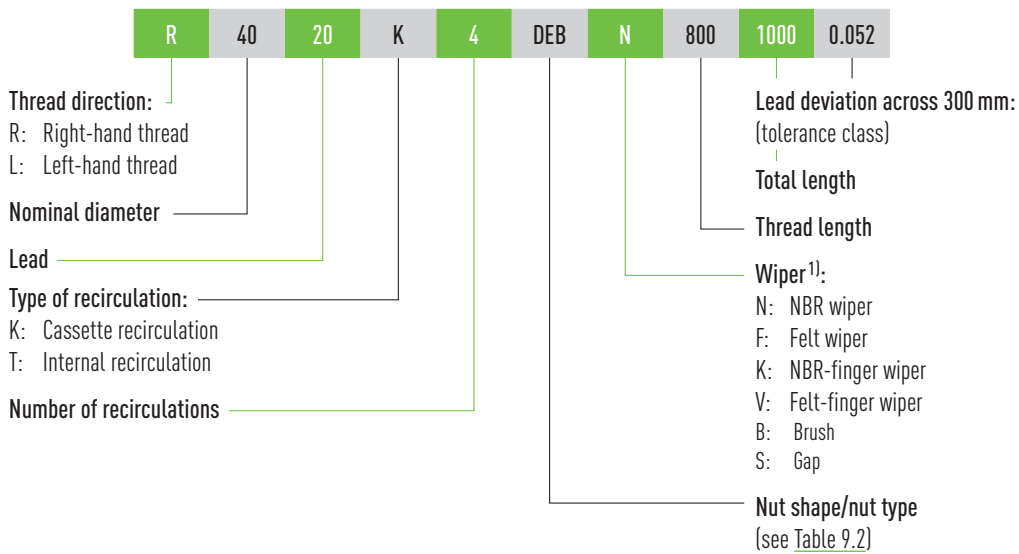 R 40 20 K 4 DEB N 800 1000 0.052
Thread direction:
R: Right-hand thread
L: Left-hand thread
Nominal diameter
Lead
Type of recirculation:
K: Cassette recirculation
T: Internal recirculation
Number of recirculations
Lead deviation across 300 mm:
(tolerance class)
Total length
Thread length
Wiper 1):
N: NBR wiper
F: Felt wiper
K: NBR-finger wiper
V: Felt-finger wiper
B: Brush
S: Gap
Nut shape/nut type
(see Table 9.2)